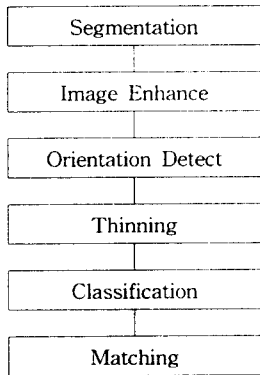 Segmentation
Image Enhance
Orientation Detect
Thinning
Classification
Matching